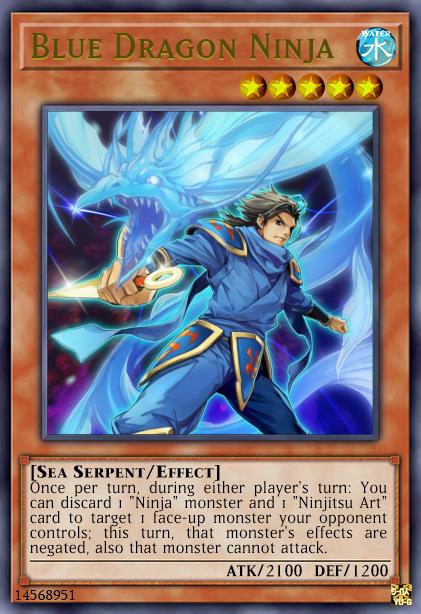 BLUE DRAGON NINJA
WATER
水
[SEA SERPENT/EFFECT]
Once per turn, during either player's turn: You
can discard 1 "Ninja" monster and 1 "Ninjitsu Art"
card to target 1 face-up monster your opponent
controls; this turn, that monster's effects are
negated, also that monster cannot attack.
ATK/2100 DEF/1200
14568951